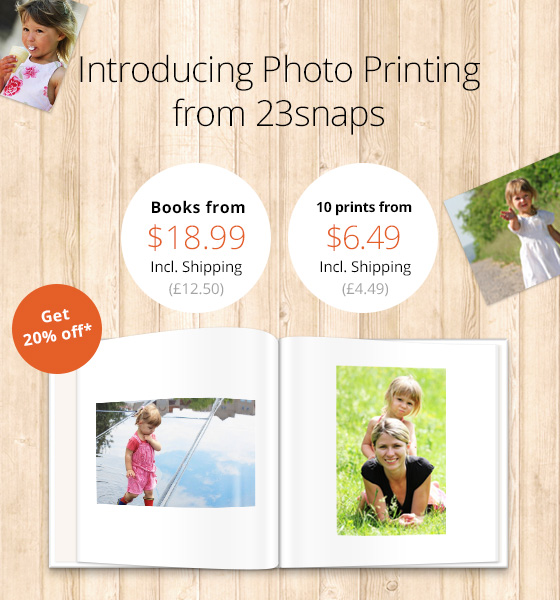 Introducing Photo Printing
from 23snaps
Books from
$18.99
Incl. Shipping
(£12.50)
10 prints from
$6.49
Incl. Shipping
(£4.49)
Get
20% off*